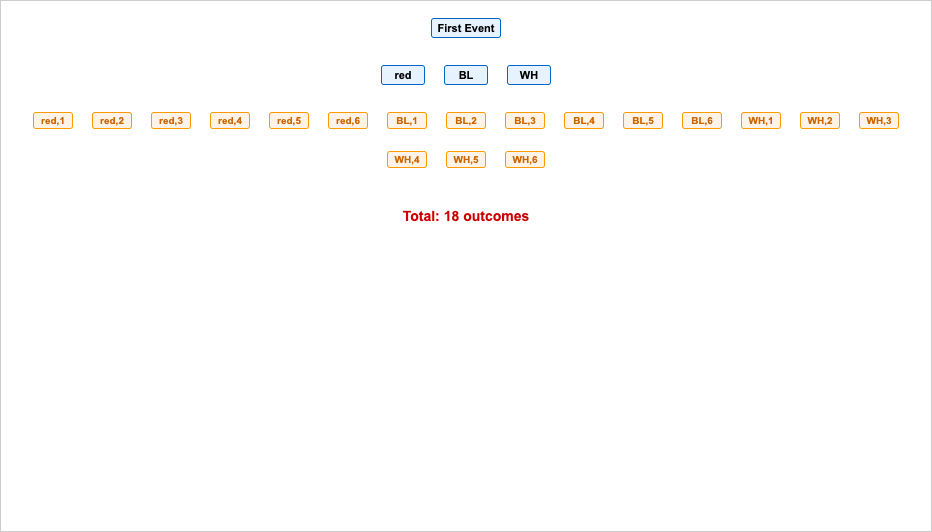 First Event
red BL WH
red,1 red,2 red,3 red,4 red,5 red,6 BL,1 BL,2 BL,3 BL,4 BL,5 BL,6 WH,1 WH,2 WH,3
WH,4 WH,5 WH,6
Total: 18 outcomes